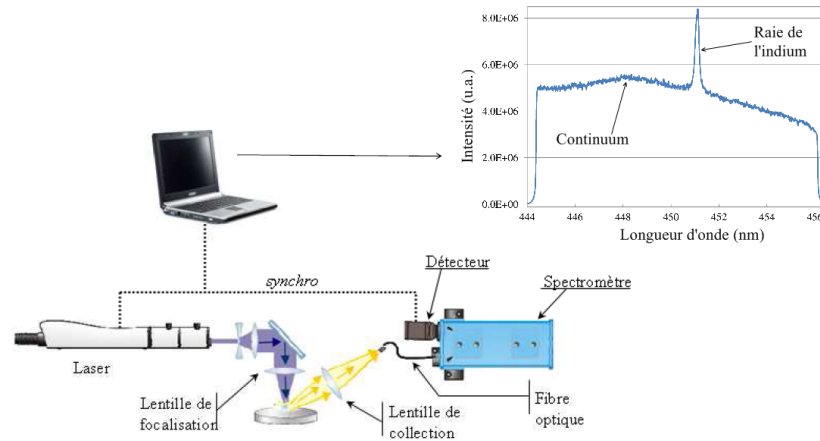 8.0E+06
6.0E+06
4.0E+06
2.0E+06
0.0E+00
Intensité (u.a.)
Raie de
l'indium
Continuum
444 446 448 450 452 454 456
Longueur d'onde (nm)
synchro
Détecteur
Spectromètre
Laser
Lentille de
focalisation
Lentille de
collection
Fibre
optique